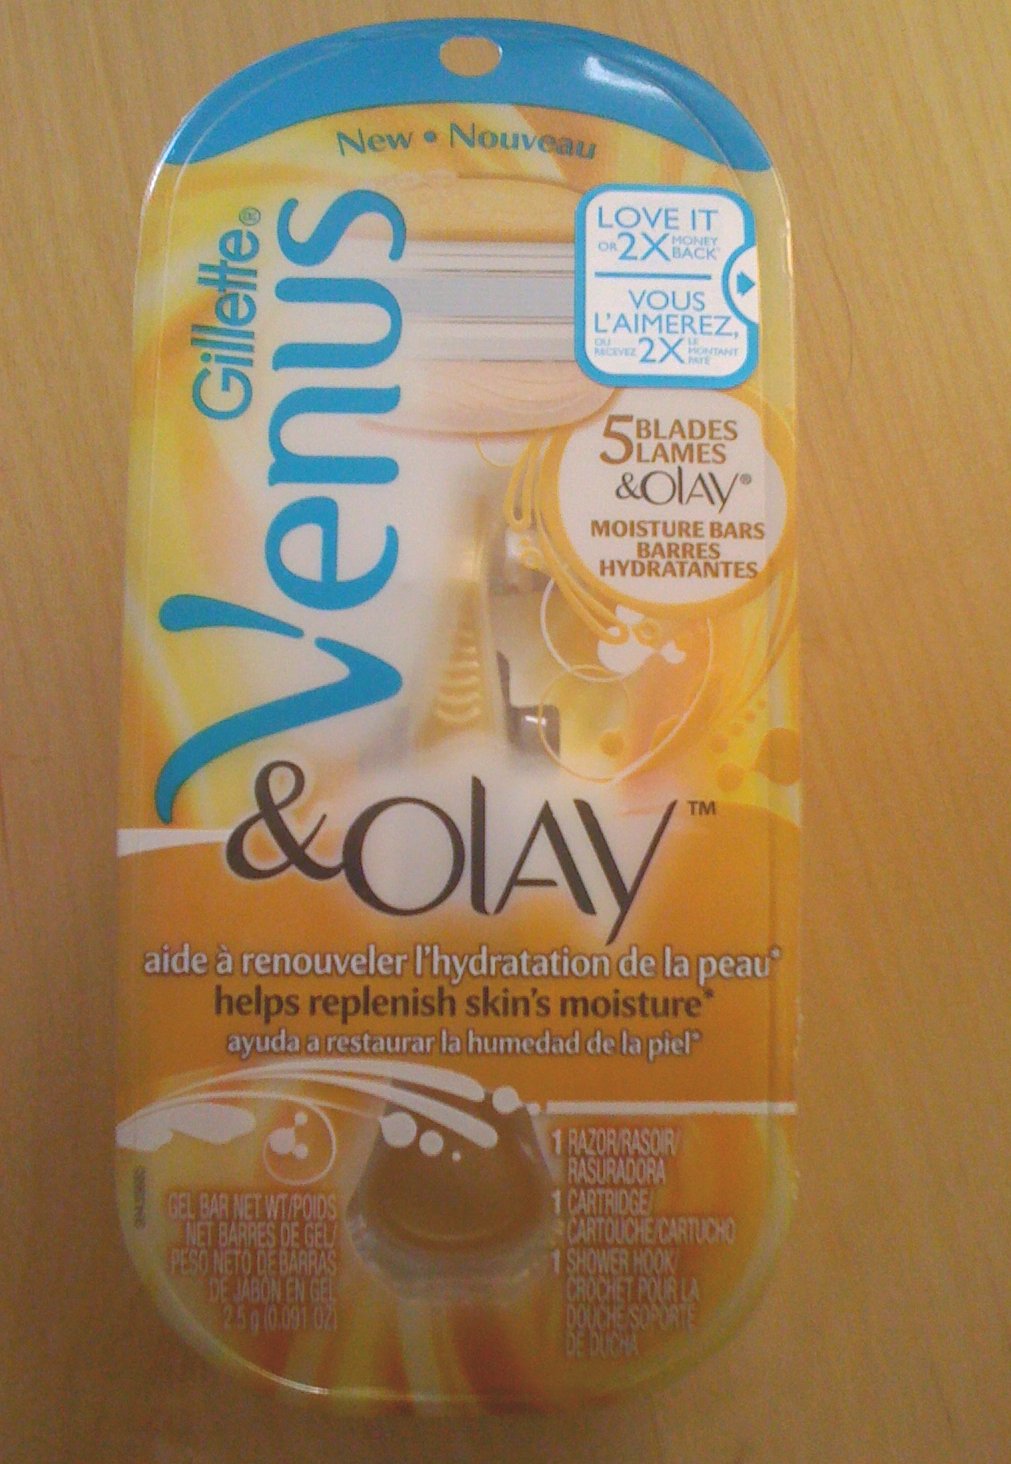 New • Nouveau
Gillette®
Venus
& OLAY™
LOVE IT
OR 2X MONEY BACK*
VOUS
L'AIMEREZ,
OU RECEVEZ 2X LE MONTANT PAYÉ
5 BLADES
LAMES
& OLAY®
MOISTURE BARS
BARRES
HYDRATANTES
aide à renouveler l'hydratation de la peau*
helps replenish skin's moisture*
ayuda a restaurar la humedad de la piel*
GEL BAR NET WT/POIDS
NET BARRES DE GEL/
PESO NETO DE BARRAS
DE JABÓN EN GEL
2.5 g (0.091 OZ)
1 RAZOR/RASOIR/
RASURADORA
1 CARTRIDGE/
CARTOUCHE/CARTUCHO
1 SHOWER HOOK/
CROCHET POUR LA
DOUCHE/SOPORTE
DE DUCHA